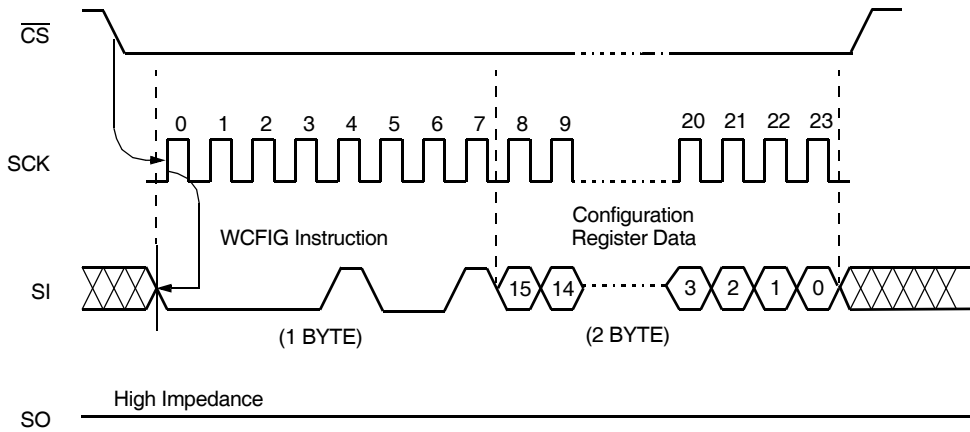 CS
0 1 2 3 4 5 6 7 8 9 20 21 22 23
SCK
WCFIG Instruction
Configuration
Register Data
SI
15 14 3 2 1 0
(1 BYTE)
(2 BYTE)
High Impedance
SO